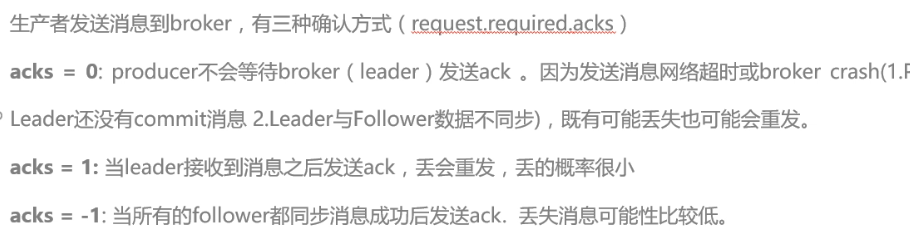 生产者发送消息到broker，有三种确认方式（request.required.acks）
acks = 0: producer不会等待broker（leader）发送ack 。因为发送消息网络超时或broker crash(1.P
Leader还没有commit消息 2.Leader与Follower数据不同步)，既有可能丢失也可能会重发。
acks = 1: 当leader接收到消息之后发送ack，丢会重发，丢的概率很小
acks = -1: 当所有的follower都同步消息成功后发送ack. 丢失消息可能性比较低。